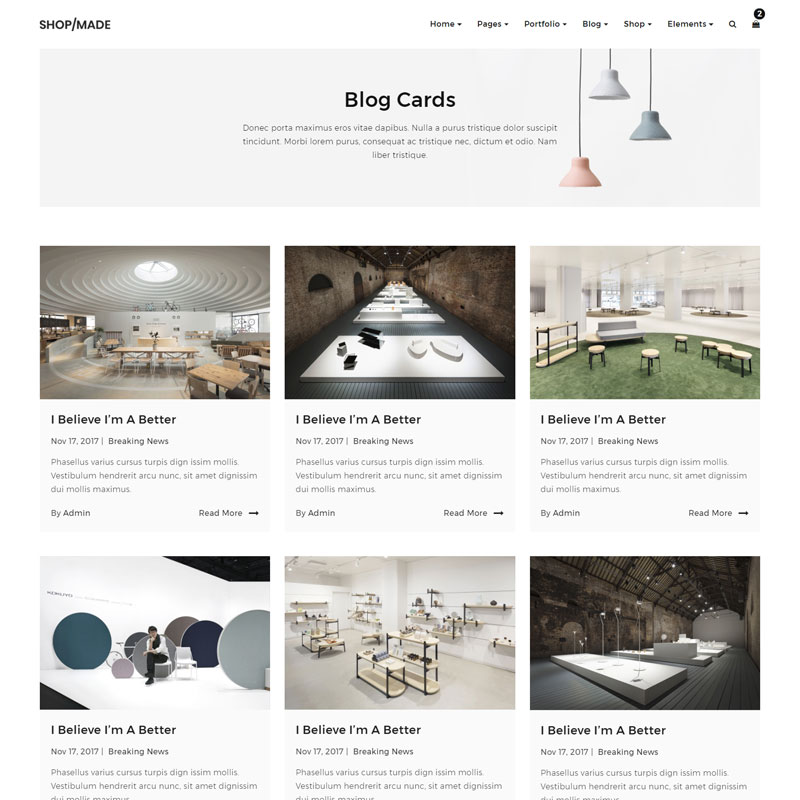 SHOP/MADE
Home Pages Portfolio Blog Shop Elements 2
Blog Cards
Donec porta maximus eros vitae dapibus. Nulla a purus tristique dolor suscipit
tincidunt. Morbi lorem purus, consequat ac tristique nec, dictum et odio. Nam
liber tristique.
I Believe I'm A Better
Nov 17, 2017 | Breaking News
Phasellus varius cursus turpis dign issim mollis.
Vestibulum hendrerit arcu nunc, sit amet dignissim
dui mollis maximus.
By Admin Read More
I Believe I'm A Better
Nov 17, 2017 | Breaking News
Phasellus varius cursus turpis dign issim mollis.
Vestibulum hendrerit arcu nunc, sit amet dignissim
dui mollis maximus.
By Admin Read More
I Believe I'm A Better
Nov 17, 2017 | Breaking News
Phasellus varius cursus turpis dign issim mollis.
Vestibulum hendrerit arcu nunc, sit amet dignissim
dui mollis maximus.
By Admin Read More
I Believe I'm A Better
Nov 17, 2017 | Breaking News
Phasellus varius cursus turpis dign issim mollis.
Vestibulum hendrerit arcu nunc, sit amet dignissim
dui mollis maximus.
I Believe I'm A Better
Nov 17, 2017 | Breaking News
Phasellus varius cursus turpis dign issim mollis.
Vestibulum hendrerit arcu nunc, sit amet dignissim
dui mollis maximus.
I Believe I'm A Better
Nov 17, 2017 | Breaking News
Phasellus varius cursus turpis dign issim mollis.
Vestibulum hendrerit arcu nunc, sit amet dignissim
dui mollis maximus.